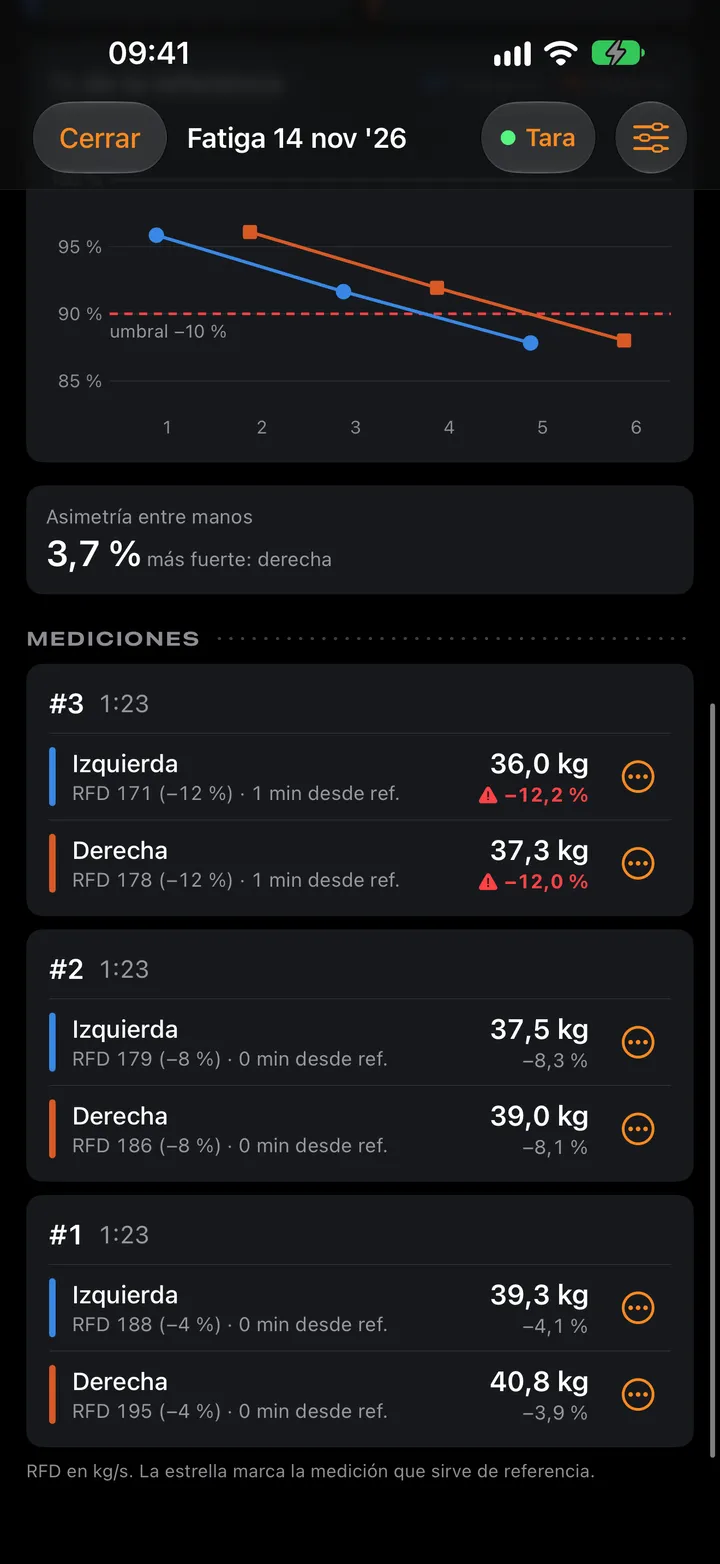 09:41
Cerrar
Fatiga 14 nov '26
Tara
95 %
90 %
umbral −10 %
85 %
1 2 3 4 5 6
Asimetría entre manos
3,7 % más fuerte: derecha
MEDICIONES
#3 1:23
Izquierda 36,0 kg
RFD 171 (−12 %) · 1 min desde ref. −12,2 %
Derecha 37,3 kg
RFD 178 (−12 %) · 1 min desde ref. −12,0 %
#2 1:23
Izquierda 37,5 kg
RFD 179 (−8 %) · 0 min desde ref. −8,3 %
Derecha 39,0 kg
RFD 186 (−8 %) · 0 min desde ref. −8,1 %
#1 1:23
Izquierda 39,3 kg
RFD 188 (−4 %) · 0 min desde ref. −4,1 %
Derecha 40,8 kg
RFD 195 (−4 %) · 0 min desde ref. −3,9 %
RFD en kg/s. La estrella marca la medición que sirve de referencia.